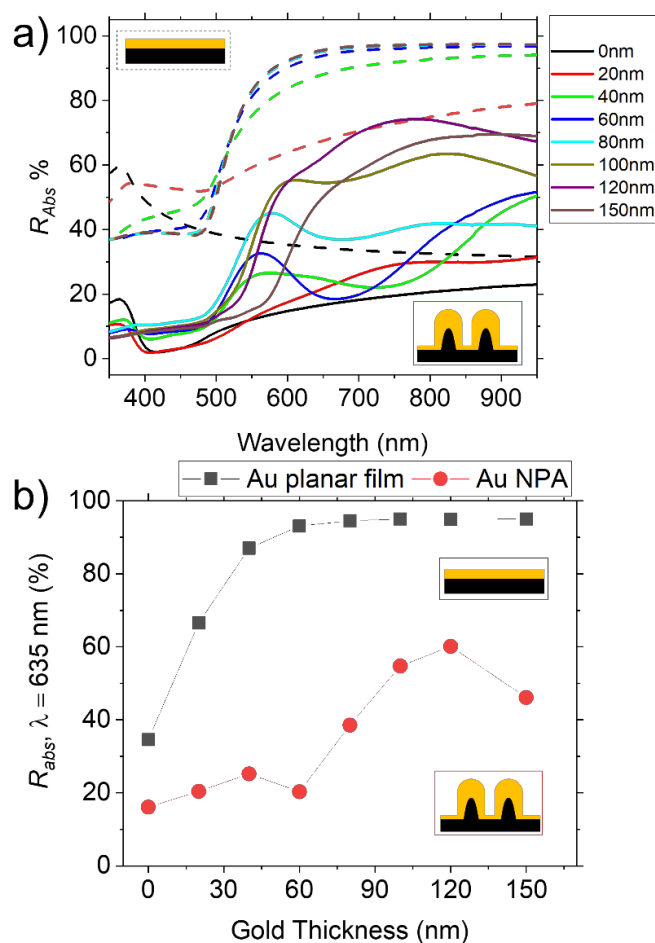 a)
100
80
60
40
20
0
R_Abs %
400
500
600
700
800
900
Wavelength (nm)
0nm
20nm
40nm
60nm
80nm
100nm
120nm
150nm
b)
Au planar film
Au NPA
100
80
60
40
20
0
R_abs, λ = 635 nm (%)
0
30
60
90
120
150
Gold Thickness (nm)